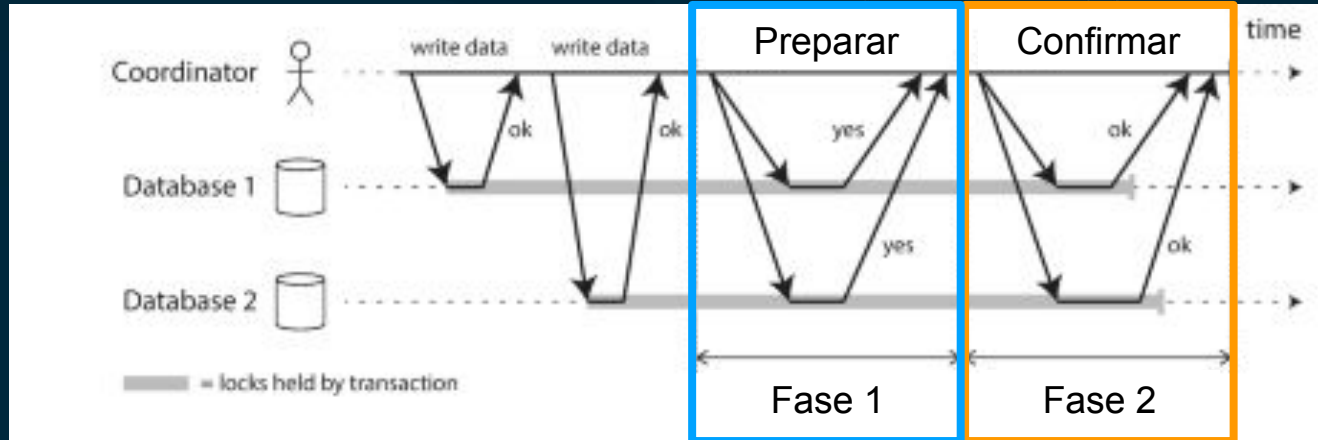 Preparar
Confirmar
time
write data
write data
Coordinator
ok
ok
yes
ok
Database 1
yes
ok
Database 2
= locks held by transaction
Fase 1
Fase 2